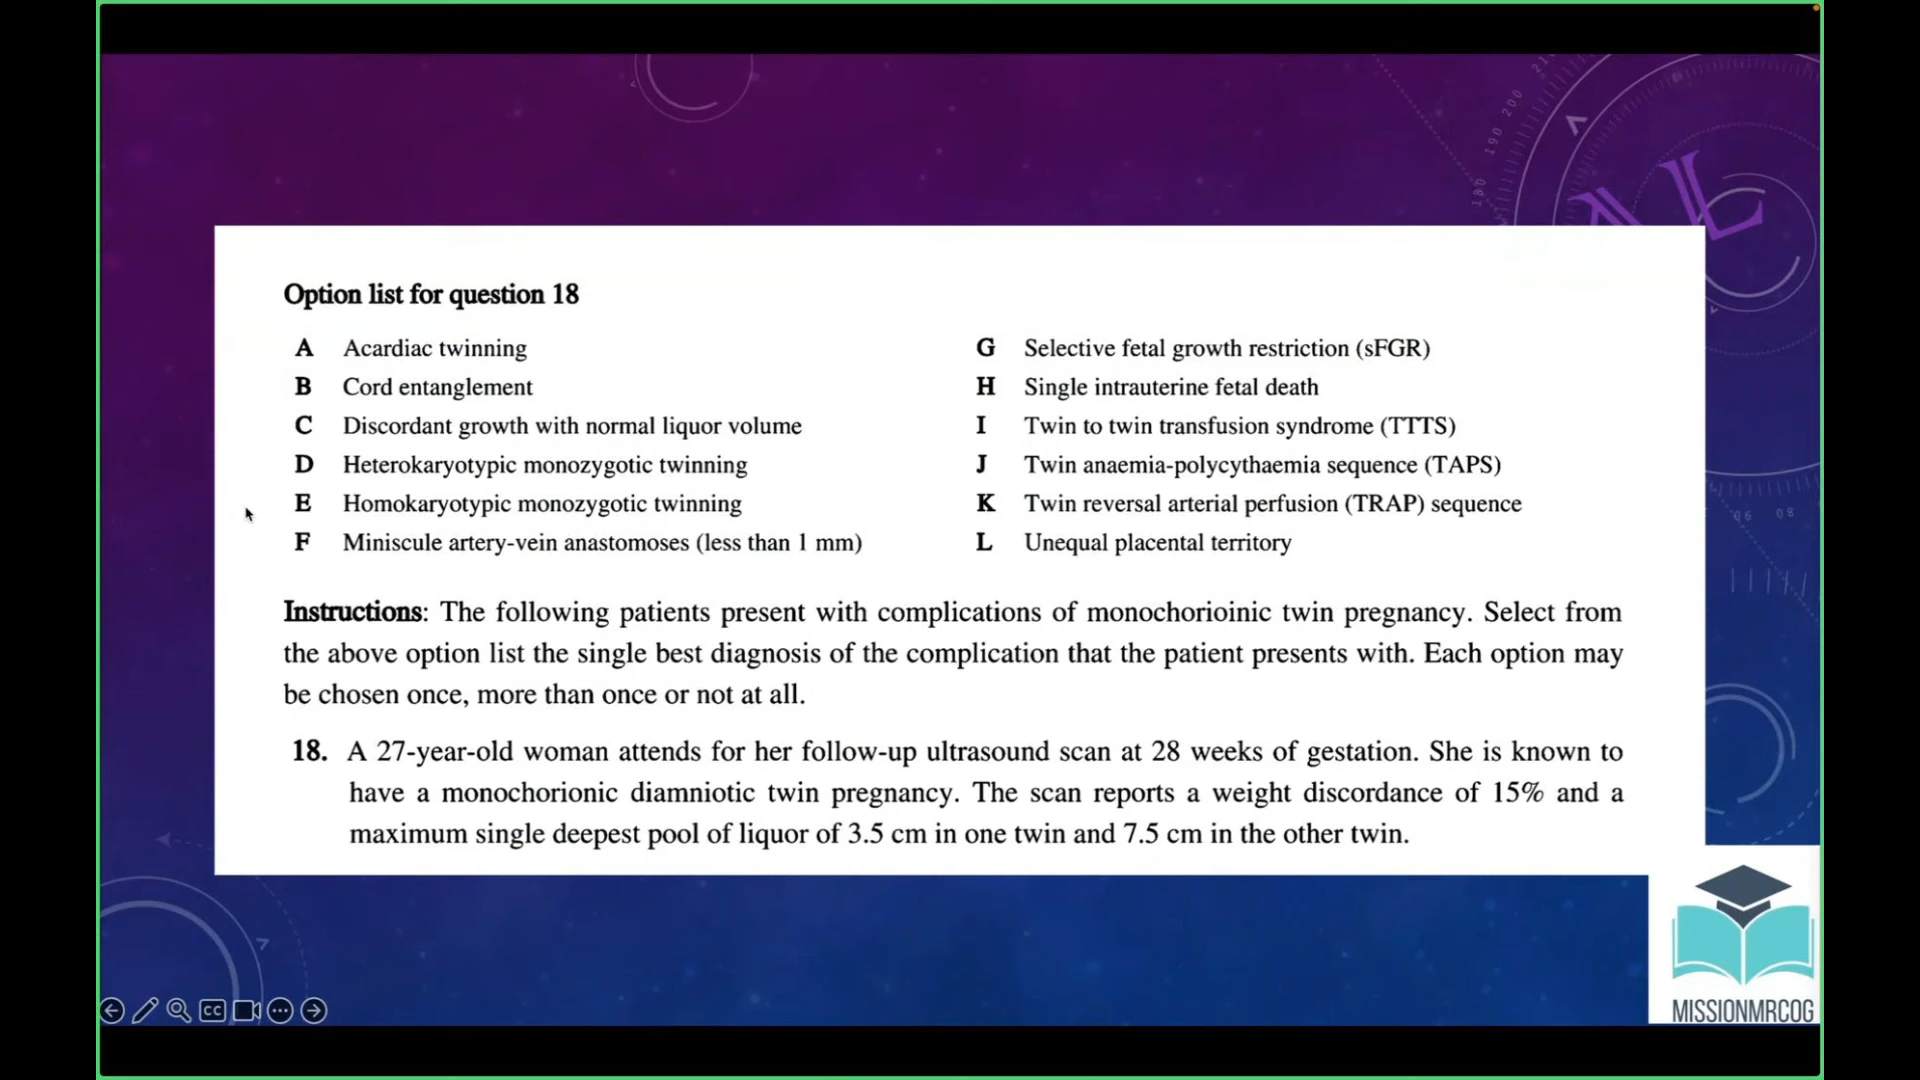 210
200
190
180
AL
Option list for question 18
A Acardiac twinning
B Cord entanglement
C Discordant growth with normal liquor volume
D Heterokaryotypic monozygotic twinning
E Homokaryotypic monozygotic twinning
F Miniscule artery-vein anastomoses (less than 1 mm)
G Selective fetal growth restriction (sFGR)
H Single intrauterine fetal death
I Twin to twin transfusion syndrome (TTTS)
J Twin anaemia-polycythaemia sequence (TAPS)
K Twin reversal arterial perfusion (TRAP) sequence
L Unequal placental territory
Instructions: The following patients present with complications of monochorioinic twin pregnancy. Select from
the above option list the single best diagnosis of the complication that the patient presents with. Each option may
be chosen once, more than once or not at all.
18. A 27-year-old woman attends for her follow-up ultrasound scan at 28 weeks of gestation. She is known to
have a monochorionic diamniotic twin pregnancy. The scan reports a weight discordance of 15% and a
maximum single deepest pool of liquor of 3.5 cm in one twin and 7.5 cm in the other twin.
CC
MISSIONMRCOG